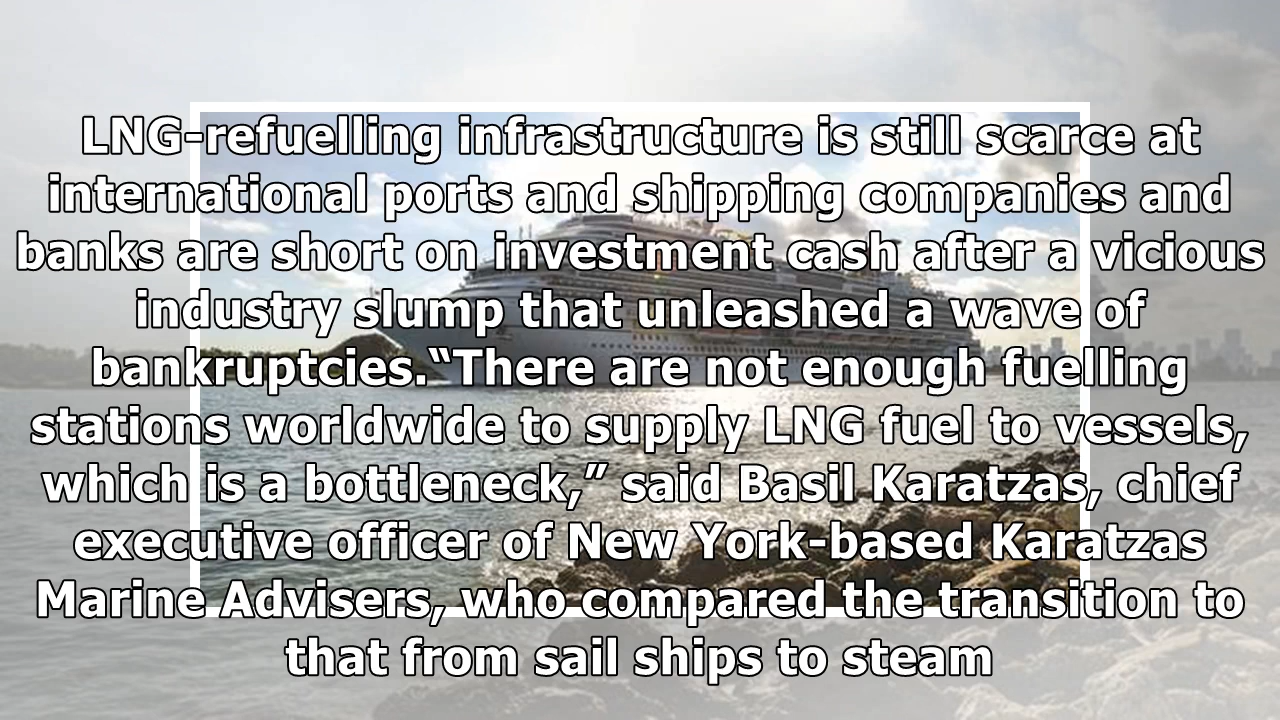 LNG-refuelling infrastructure is still scarce at
international ports and shipping companies and
banks are short on investment cash after a vicious
industry slump that unleashed a wave of
bankruptcies.“There are not enough fuelling
stations worldwide to supply LNG fuel to vessels,
which is a bottleneck,” said Basil Karatzas, chief
executive officer of New York-based Karatzas
Marine Advisers, who compared the transition to
that from sail ships to steam